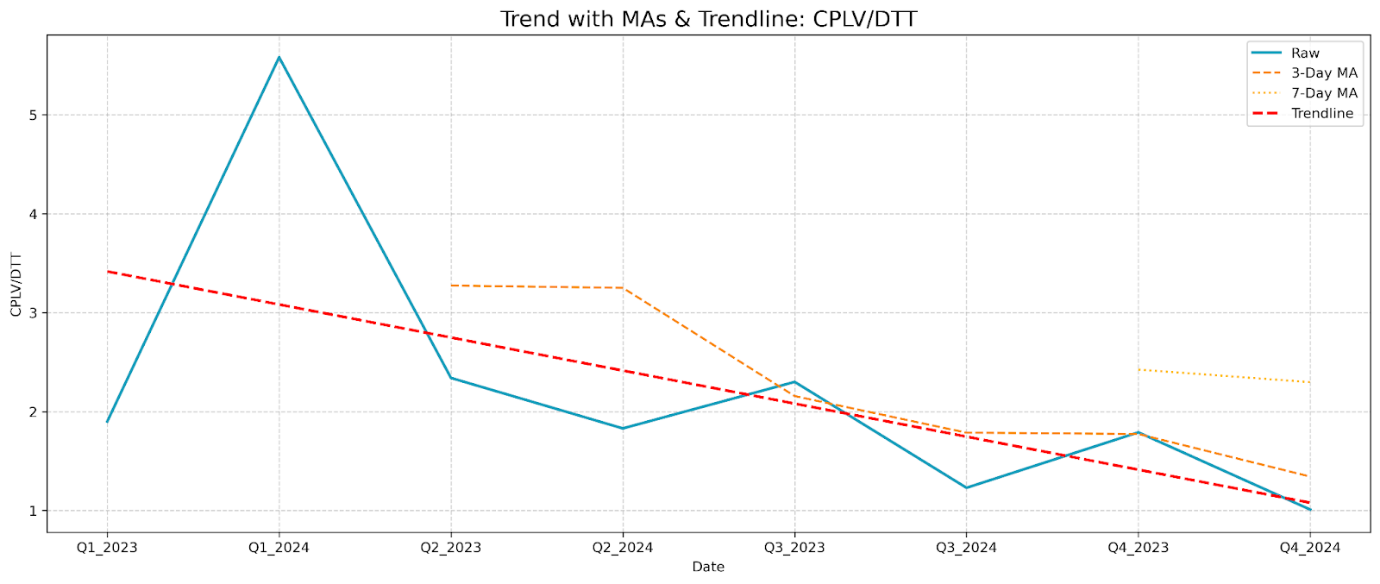 Trend with MAs & Trendline: CPLV/DTT
Raw
3-Day MA
7-Day MA
Trendline
CPLV/DTT
5
4
3
2
1
Q1_2023 Q1_2024 Q2_2023 Q2_2024 Q3_2023 Q3_2024 Q4_2023 Q4_2024
Date